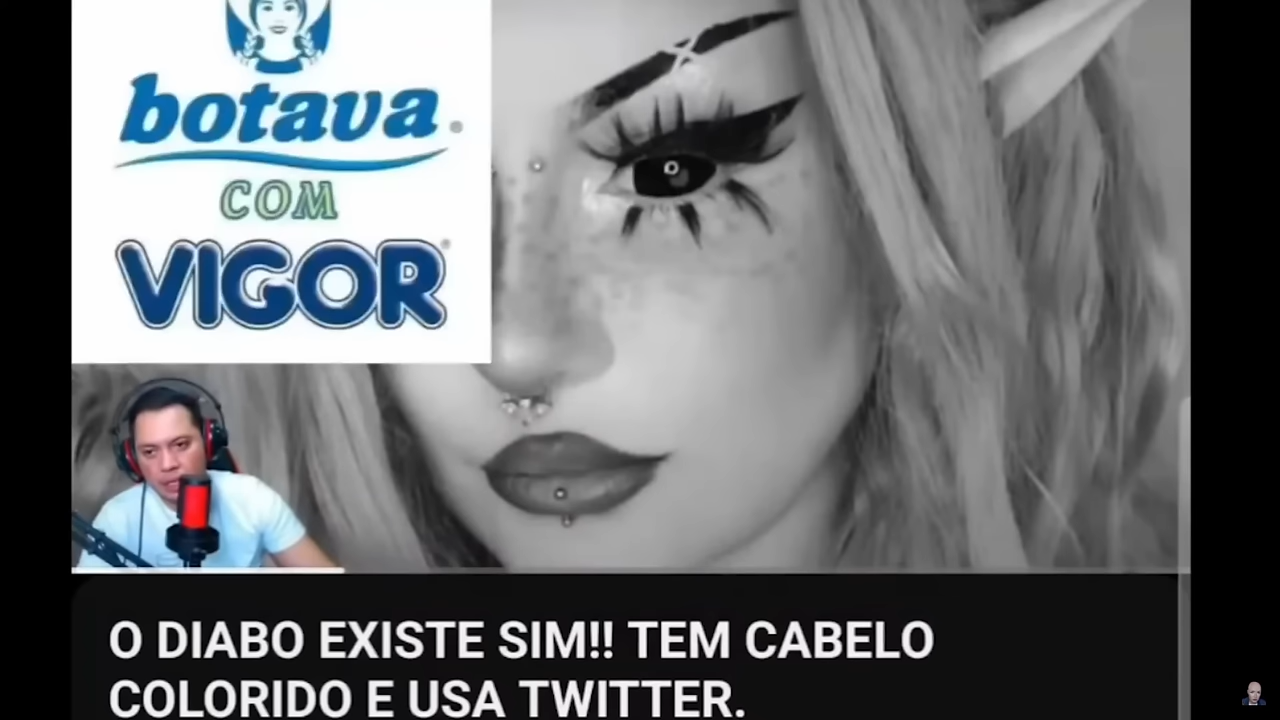 botava
COM
VIGOR
O DIABO EXISTE SIM!! TEM CABELO
COLORIDO E USA TWITTER.